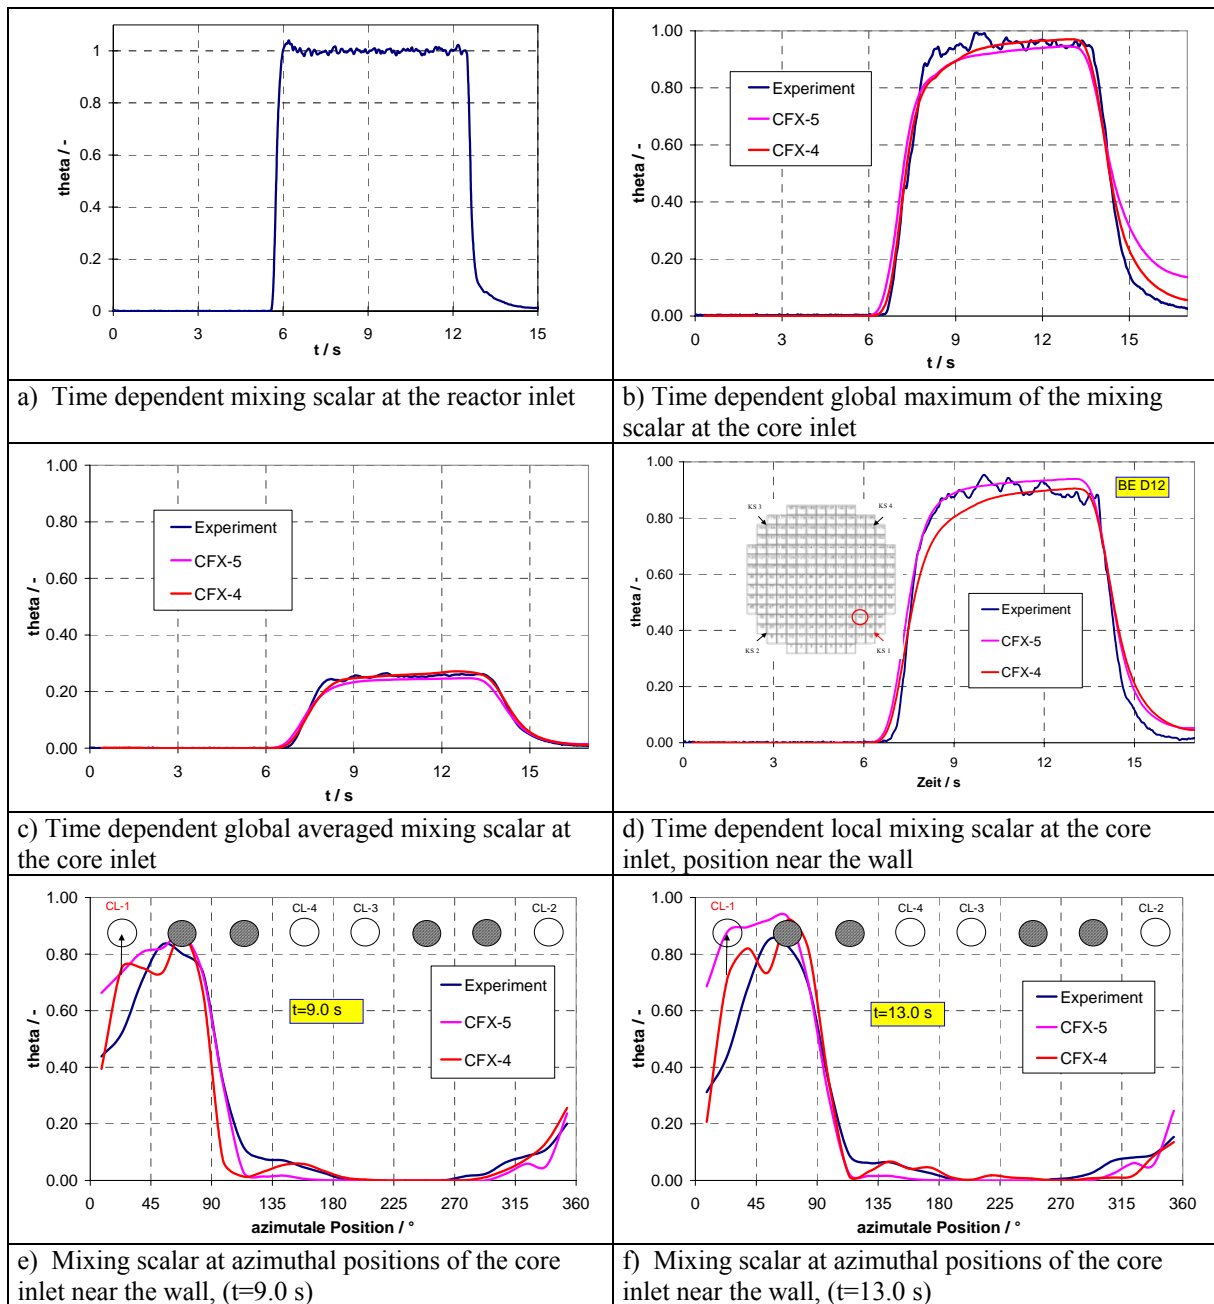 1
0.8
0.6
0.4
0.2
0
theta / -
0 3 6 9 12 15
t / s
a) Time dependent mixing scalar at the reactor inlet
1.00
0.80
0.60
0.40
0.20
0.00
theta / -
Experiment
CFX-5
CFX-4
0 3 6 9 12 15
t / s
b) Time dependent global maximum of the mixing
scalar at the core inlet
1.00
0.80
0.60
0.40
0.20
0.00
theta / -
Experiment
CFX-5
CFX-4
0 3 6 9 12 15
t / s
c) Time dependent global averaged mixing scalar at
the core inlet
1.00
0.80
0.60
0.40
0.20
0.00
theta / -
BE D12
KS 3
KS 4
KS 2
KS 1
Experiment
CFX-5
CFX-4
0 3 6 9 12 15
Zeit / s
d) Time dependent local mixing scalar at the core
inlet, position near the wall
1.00
0.80
0.60
0.40
0.20
0.00
theta / -
CL-1 CL-4 CL-3 CL-2
t=9.0 s
Experiment
CFX-5
CFX-4
0 45 90 135 180 225 270 315 360
azimutale Position / °
e) Mixing scalar at azimuthal positions of the core
inlet near the wall, (t=9.0 s)
1.00
0.80
0.60
0.40
0.20
0.00
theta / -
CL-1 CL-4 CL-3 CL-2
t=13.0 s
Experiment
CFX-5
CFX-4
0 45 90 135 180 225 270 315 360
azimutale Position / °
f) Mixing scalar at azimuthal positions of the core
inlet near the wall, (t=13.0 s)